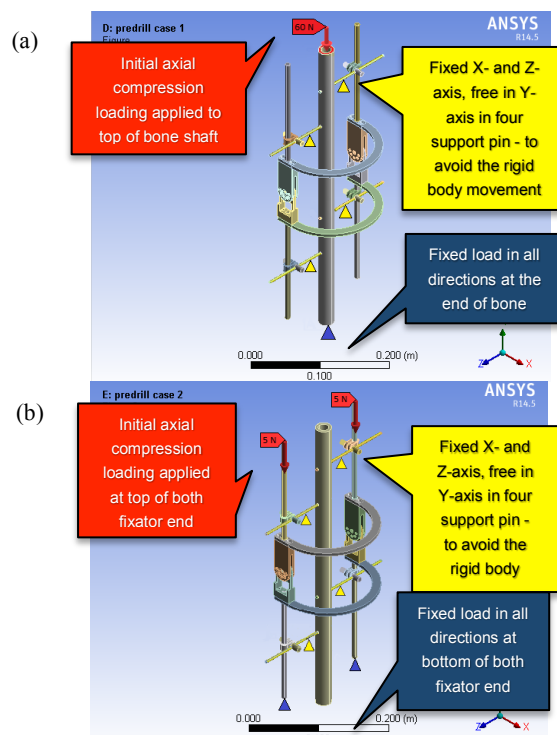 (a)
D: predrill case 1
Figure
ANSYS
R14.5
60 N
Initial axial
compression
loading applied to
top of bone shaft
Fixed X- and Z-
axis, free in Y-
axis in four
support pin - to
avoid the rigid
body movement
Fixed load in all
directions at the
end of bone
0.000
0.200 (m)
0.100
Z
X
(b)
E: predrill case 2
ANSYS
R14.5
5 N
5 N
Initial axial
compression
loading applied
at top of both
fixator end
Fixed X- and
Z-axis, free in
Y-axis in four
support pin -
to avoid the
rigid body
Fixed load in all
directions at
bottom of both
fixator end
0.000
0.200 (m)
Z
X